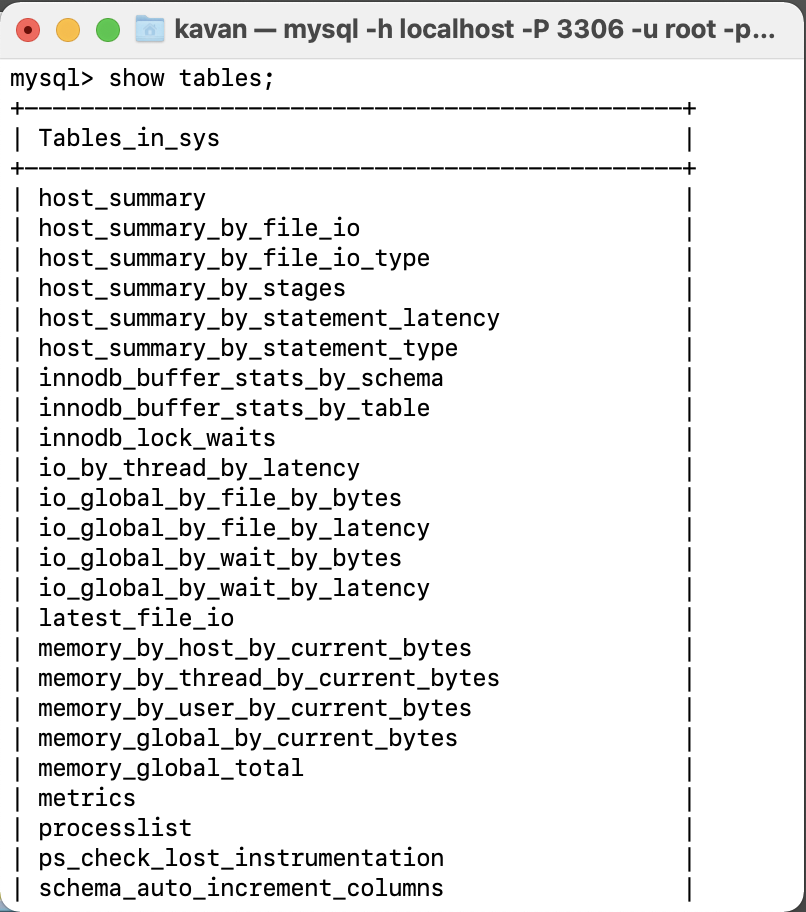 kavan — mysql -h localhost -P 3306 -u root -p...
mysql> show tables;
+-----------------------------------------------+
| Tables_in_sys                                 |
+-----------------------------------------------+
| host_summary                                  |
| host_summary_by_file_io                       |
| host_summary_by_file_io_type                  |
| host_summary_by_stages                        |
| host_summary_by_statement_latency             |
| host_summary_by_statement_type                |
| innodb_buffer_stats_by_schema                 |
| innodb_buffer_stats_by_table                  |
| innodb_lock_waits                             |
| io_by_thread_by_latency                       |
| io_global_by_file_by_bytes                    |
| io_global_by_file_by_latency                  |
| io_global_by_wait_by_bytes                    |
| io_global_by_wait_by_latency                  |
| latest_file_io                                |
| memory_by_host_by_current_bytes               |
| memory_by_thread_by_current_bytes             |
| memory_by_user_by_current_bytes               |
| memory_global_by_current_bytes                |
| memory_global_total                           |
| metrics                                       |
| processlist                                   |
| ps_check_lost_instrumentation                 |
| schema_auto_increment_columns                 |